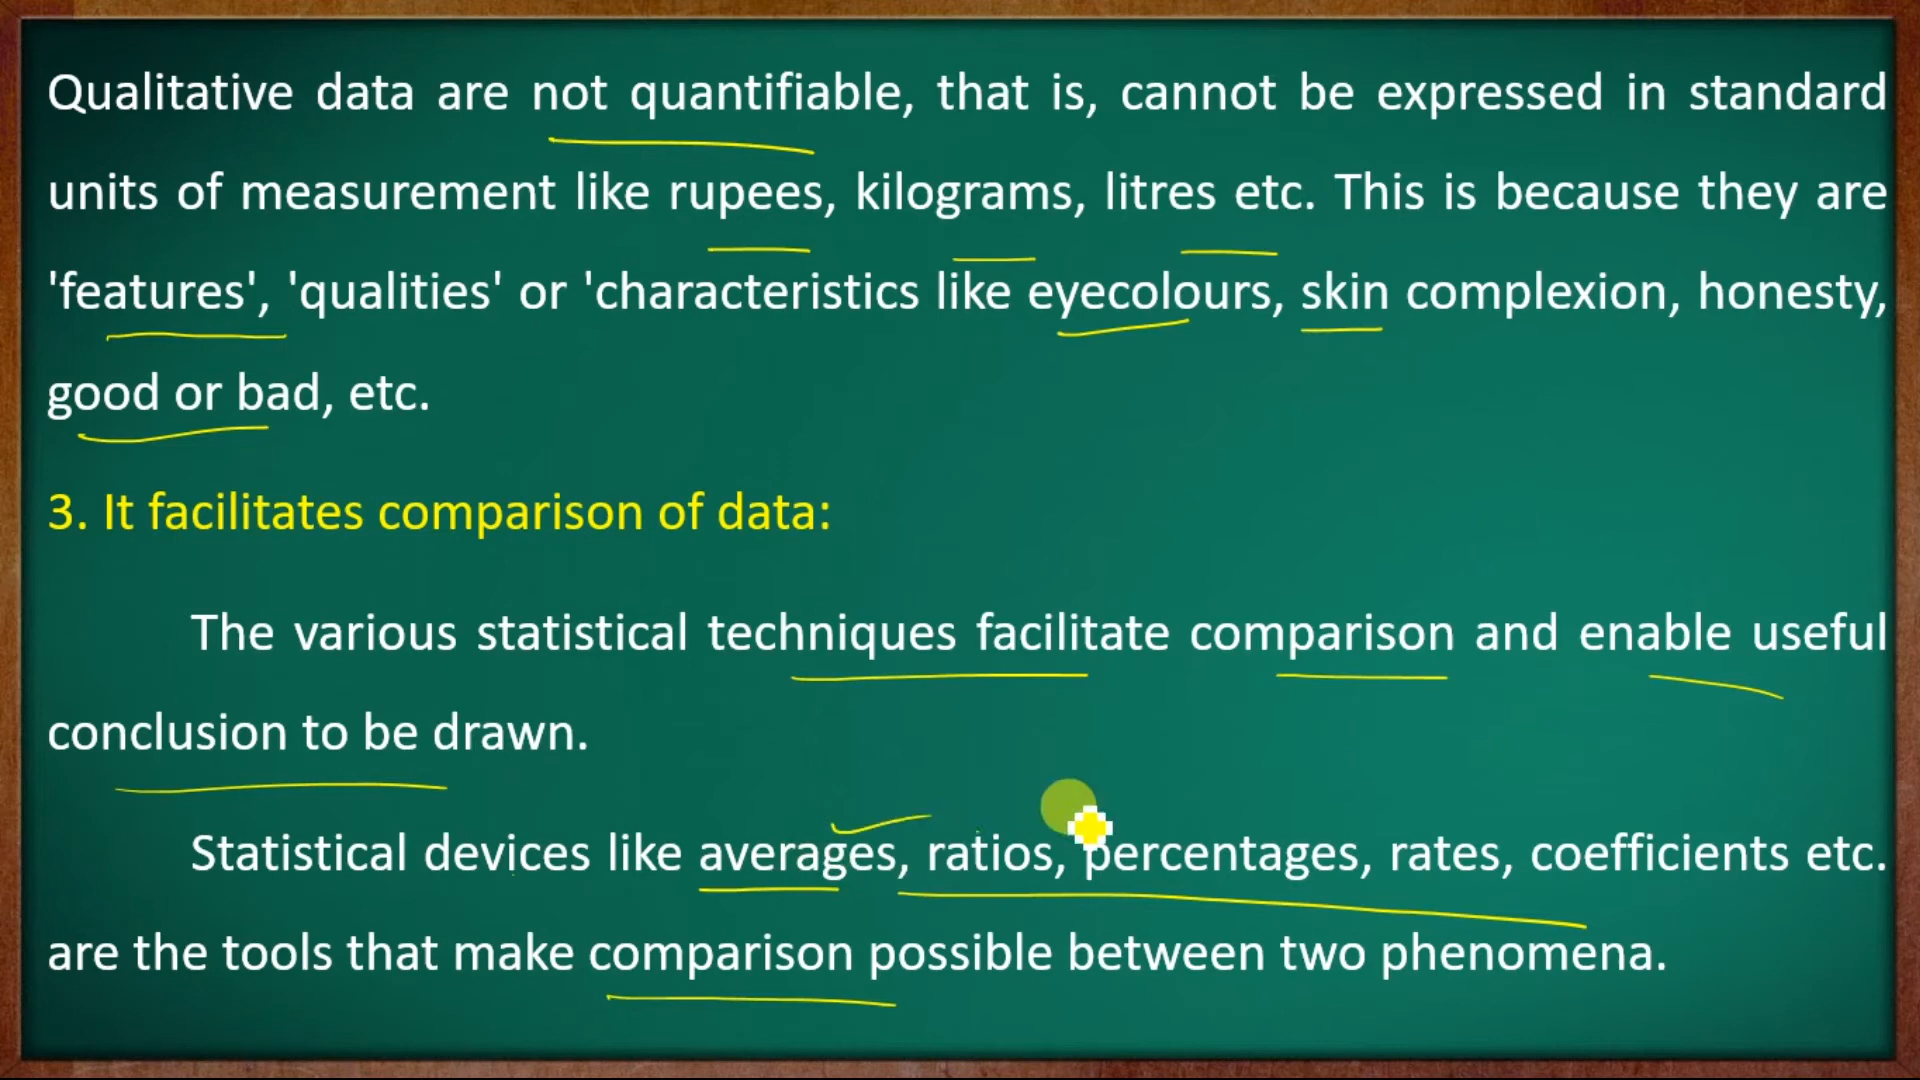 Qualitative data are not quantifiable, that is, cannot be expressed in standard
units of measurement like rupees, kilograms, litres etc. This is because they are
'features', 'qualities' or 'characteristics like eyecolours, skin complexion, honesty,
good or bad, etc.
3. It facilitates comparison of data:
The various statistical techniques facilitate comparison and enable useful
conclusion to be drawn.
Statistical devices like averages, ratios, percentages, rates, coefficients etc.
are the tools that make comparison possible between two phenomena.